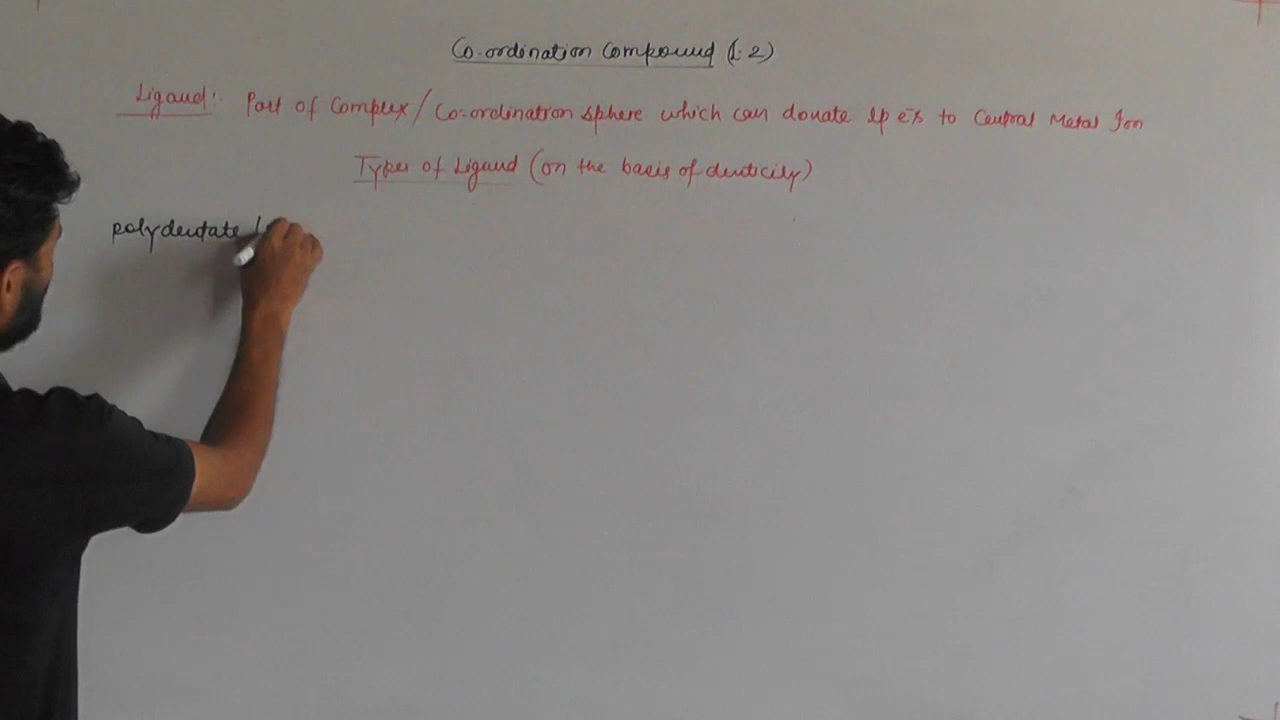 Co-ordination Compound (L-2)
Ligand:- Part of Complex/Co-ordination sphere which can donate lp e⁻s to Central Metal Ion
Types of Ligand (on the basis of denticity)
polydentate